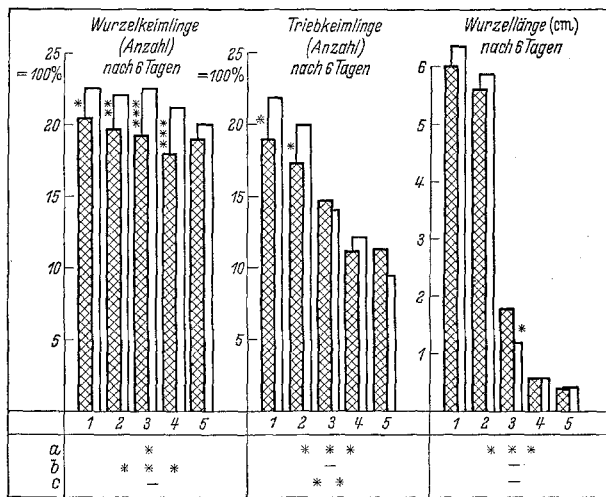 Wurzelkeimlinge
(Anzahl)
nach 6 Tagen
Triebkeimlinge
(Anzahl)
nach 6 Tagen
Wurzellänge (cm)
nach 6 Tagen
25
=100%
20
15
10
5
25
=100%
20
15
10
5
6
5
4
3
2
1
*
**
***
***
*
*
*
1 2 3 4 5
1 2 3 4 5
1 2 3 4 5
a * * * * * * *
b * * * — —
c — * * —